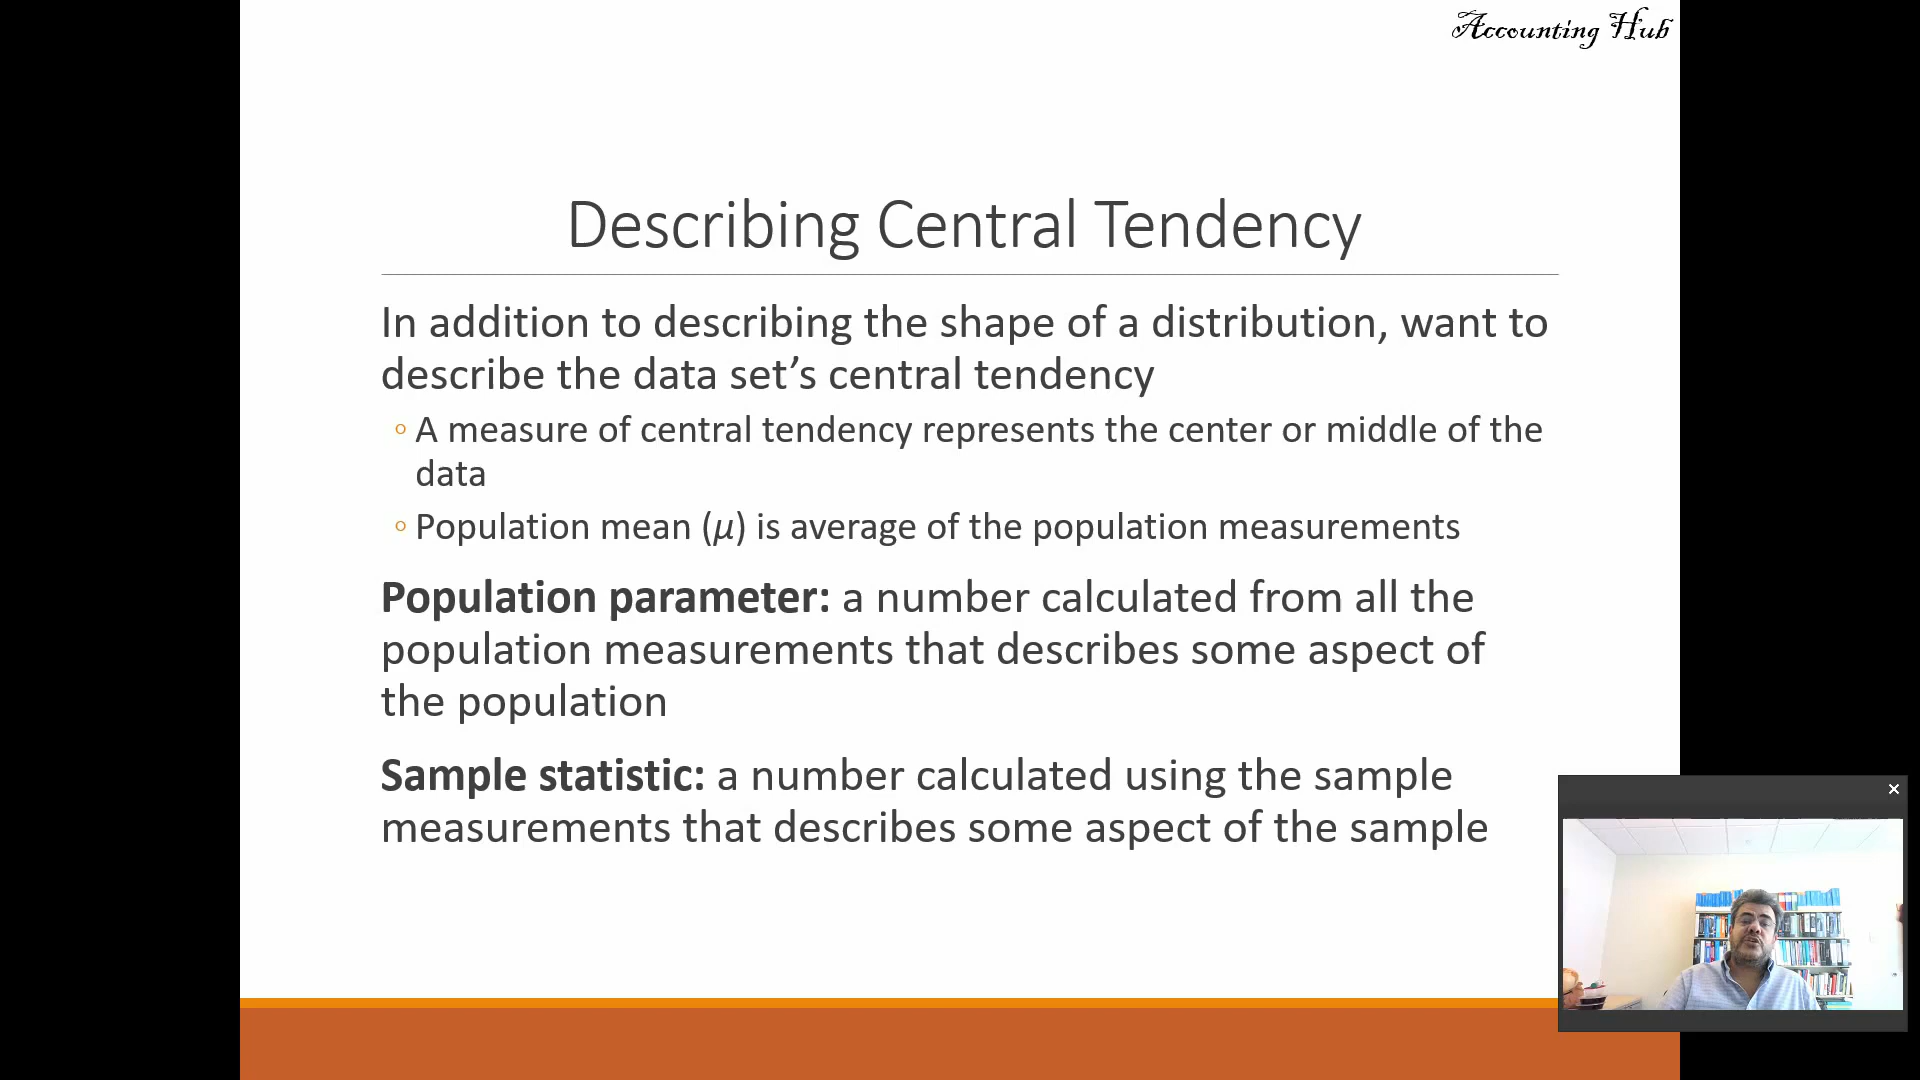 Accounting Hub
Describing Central Tendency
In addition to describing the shape of a distribution, want to
describe the data set’s central tendency
◦ A measure of central tendency represents the center or middle of the
data
◦ Population mean (μ) is average of the population measurements
Population parameter: a number calculated from all the
population measurements that describes some aspect of
the population
Sample statistic: a number calculated using the sample
measurements that describes some aspect of the sample